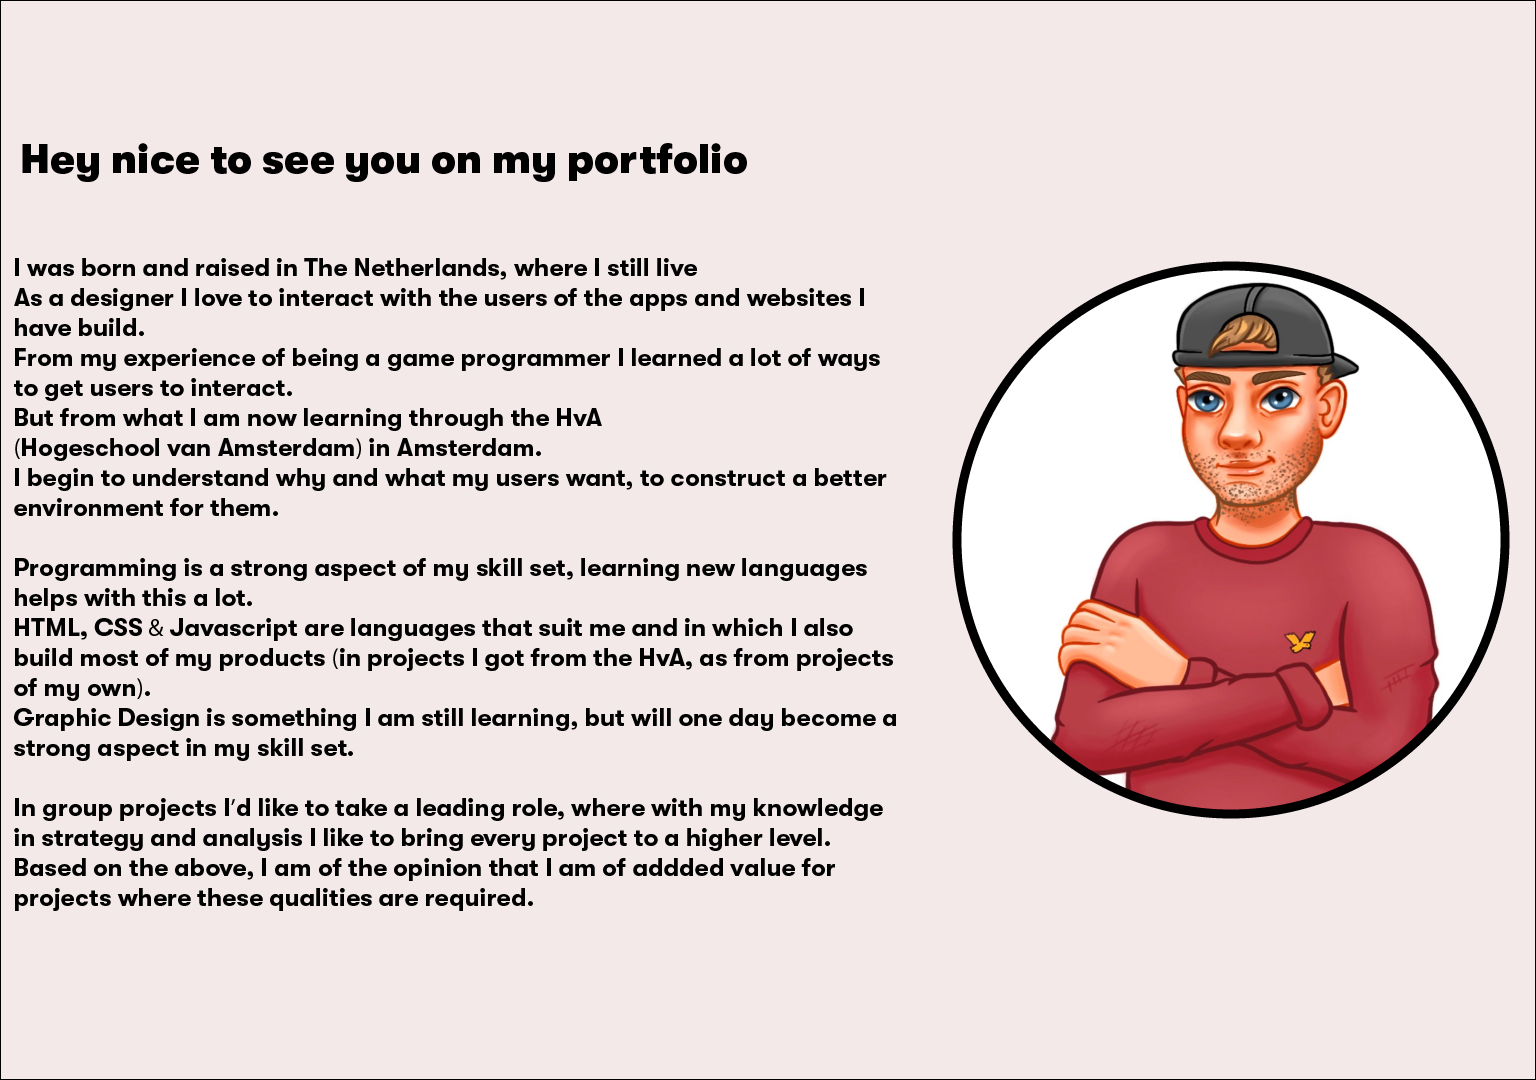 Hey nice to see you on my portfolio
I was born and raised in The Netherlands, where I still live
As a designer I love to interact with the users of the apps and websites I
have build.
From my experience of being a game programmer I learned a lot of ways
to get users to interact.
But from what I am now learning through the HvA
(Hogeschool van Amsterdam) in Amsterdam.
I begin to understand why and what my users want, to construct a better
environment for them.
Programming is a strong aspect of my skill set, learning new languages
helps with this a lot.
HTML, CSS & Javascript are languages that suit me and in which I also
build most of my products (in projects I got from the HvA, as from projects
of my own).
Graphic Design is something I am still learning, but will one day become a
strong aspect in my skill set.
In group projects I'd like to take a leading role, where with my knowledge
in strategy and analysis I like to bring every project to a higher level.
Based on the above, I am of the opinion that I am of addded value for
projects where these qualities are required.